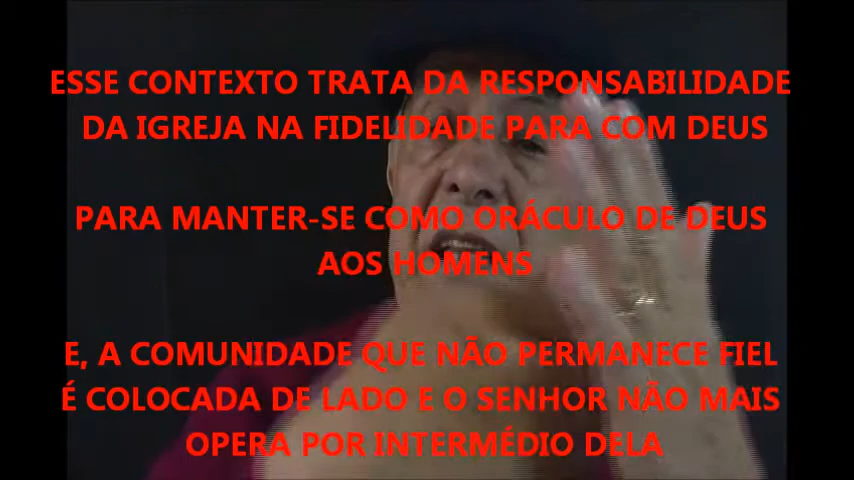 ESSE CONTEXTO TRATA DA RESPONSABILIDADE
DA IGREJA NA FIDELIDADE PARA COM DEUS
PARA MANTER-SE COMO ORÁCULO DE DEUS
AOS HOMENS
E, A COMUNIDADE QUE NÃO PERMANECE FIEL
É COLOCADA DE LADO E O SENHOR NÃO MAIS
OPERA POR INTERMÉDIO DELA